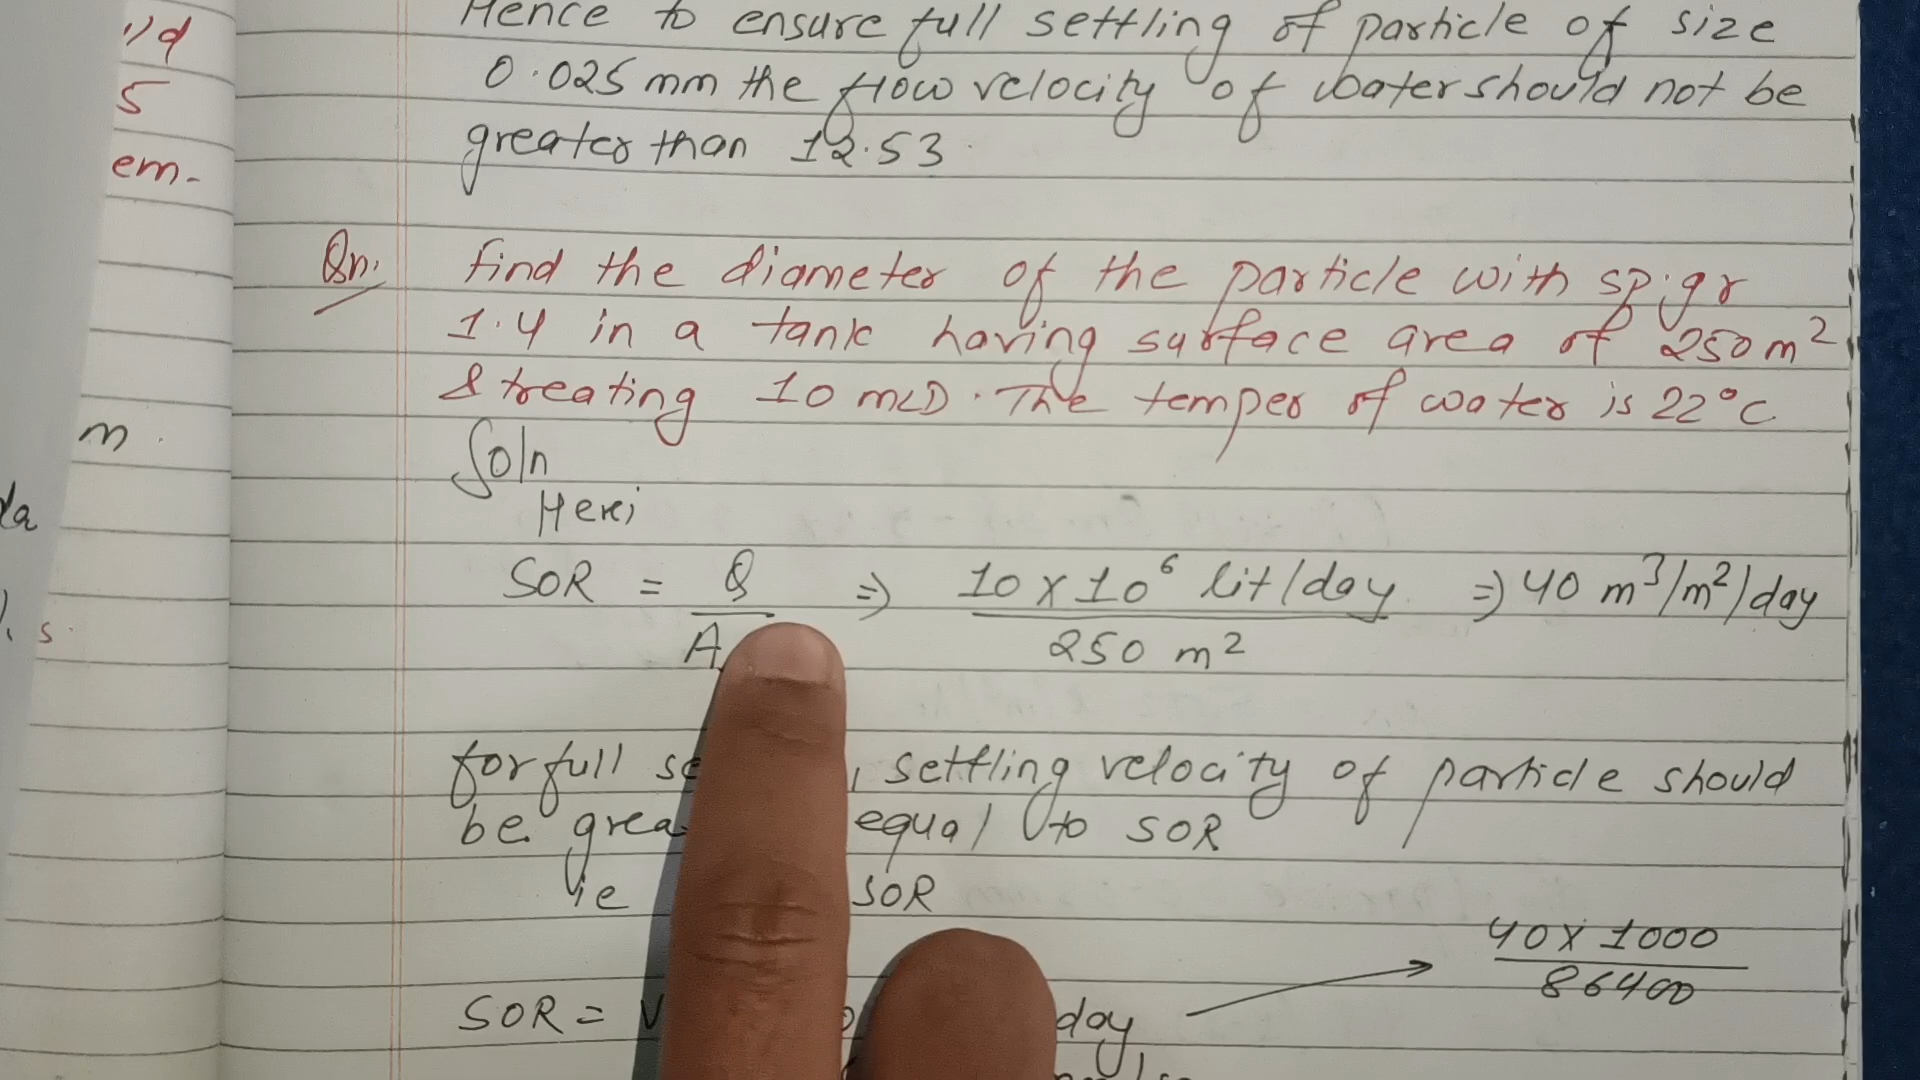 Hence to ensure full settling of particle of size
0.025 mm the flow velocity of water should not be
greater than 12.53
Qn. find the diameter of the particle with sp.gr
1.4 in a tank having surface area of 250 m²
& treating 10 MLD. The temper of water is 22°C
Soln
Here;
SOR = Q/A => 10 x 10⁶ lit/day / 250 m² => 40 m³/m²/day
for full, settling velocity of particle should
be equal to SOR
ie SOR
40 x 1000 / 86400
SOR = V day
5
em.
m.
s.